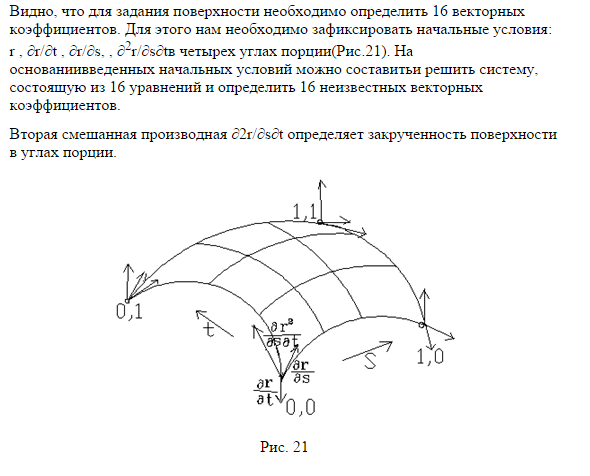 Видно, что для задания поверхности необходимо определить 16 векторных
коэффициентов. Для этого нам необходимо зафиксировать начальные условия:
r , ∂r/∂t , ∂r/∂s, , ∂²r/∂s∂tв четырех углах порции(Рис.21). На
основаниивведенных начальных условий можно составитьи решить систему,
состоящую из 16 уравнений и определить 16 неизвестных векторных
коэффициентов.
Вторая смешанная производная ∂2r/∂s∂t определяет закрученность поверхности
в углах порции.
1,1
0,1
t
∂r²
∂s∂t
S
1,0
∂r
∂s
∂r
∂t
0,0
Рис. 21